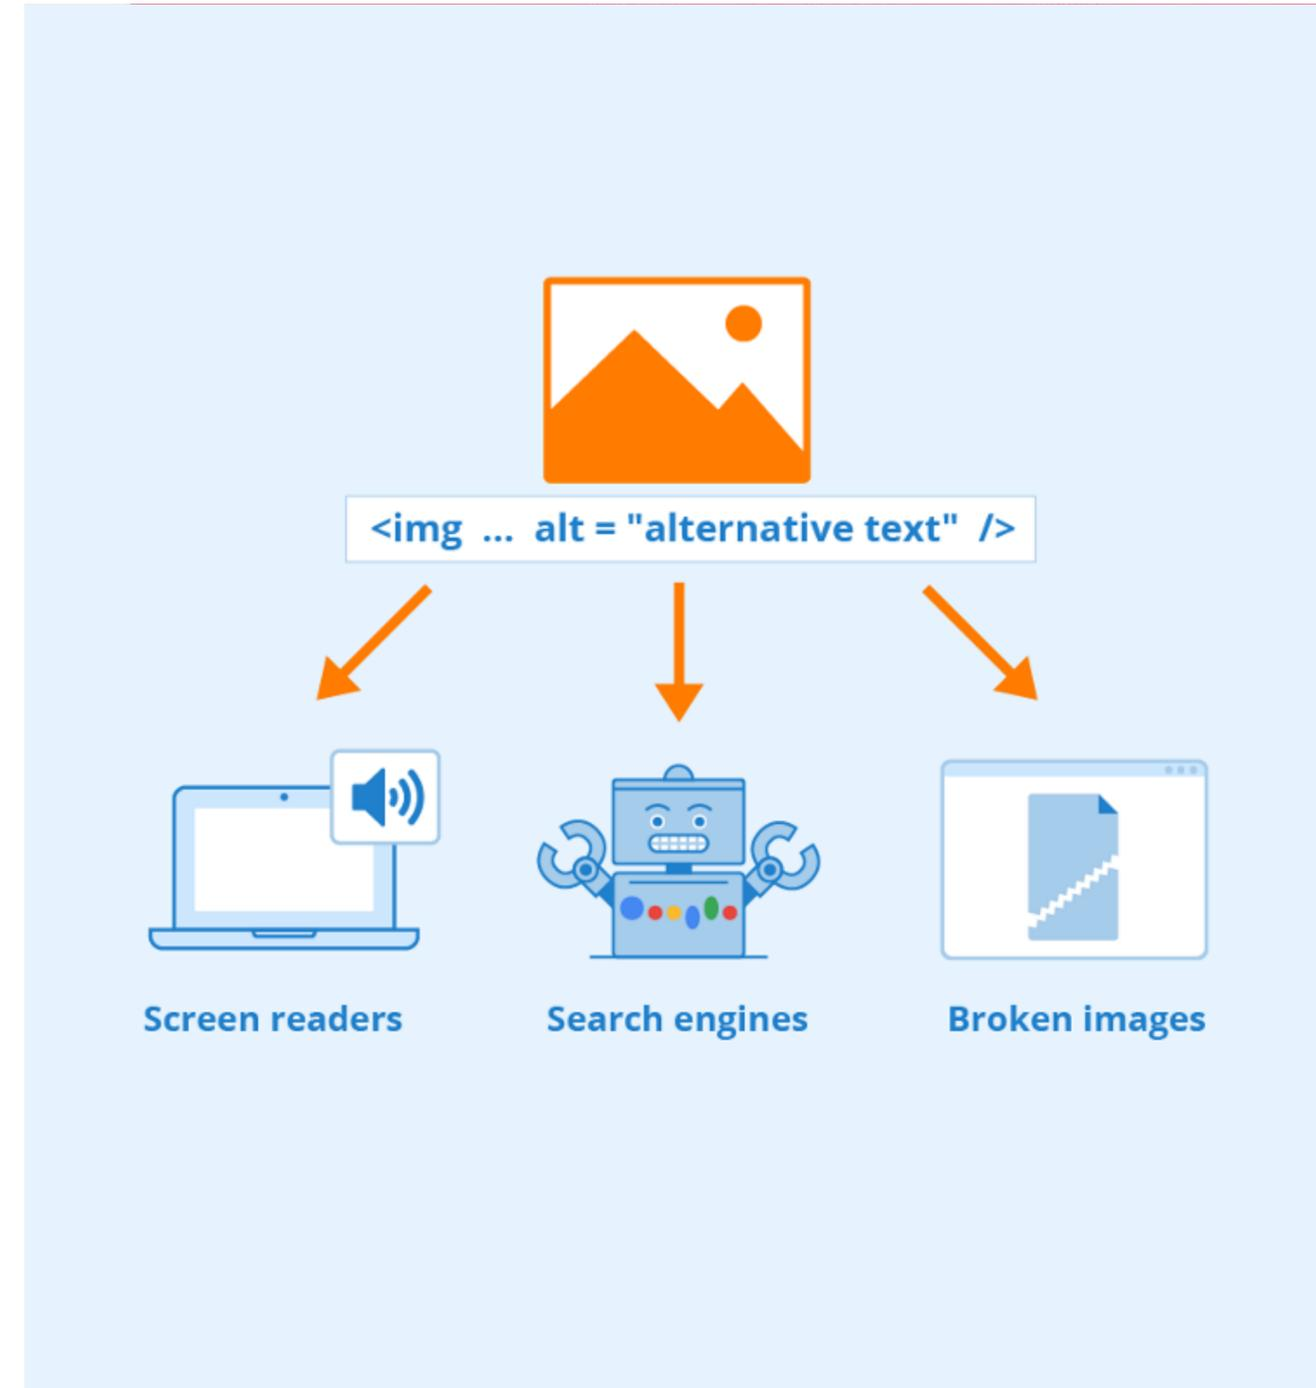 <img ... alt = "alternative text" />
Screen readers
Search engines
Broken images